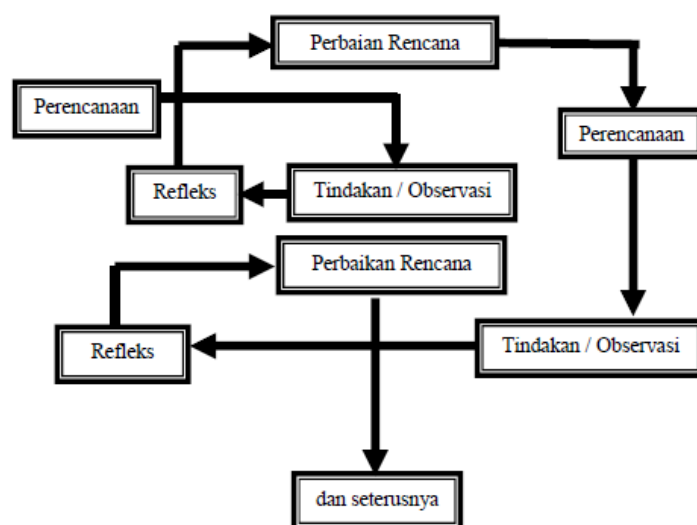 Perbaian Rencana
Perencanaan
Perencanaan
Refleks
Tindakan / Observasi
Perbaikan Rencana
Refleks
Tindakan / Observasi
dan seterusnya